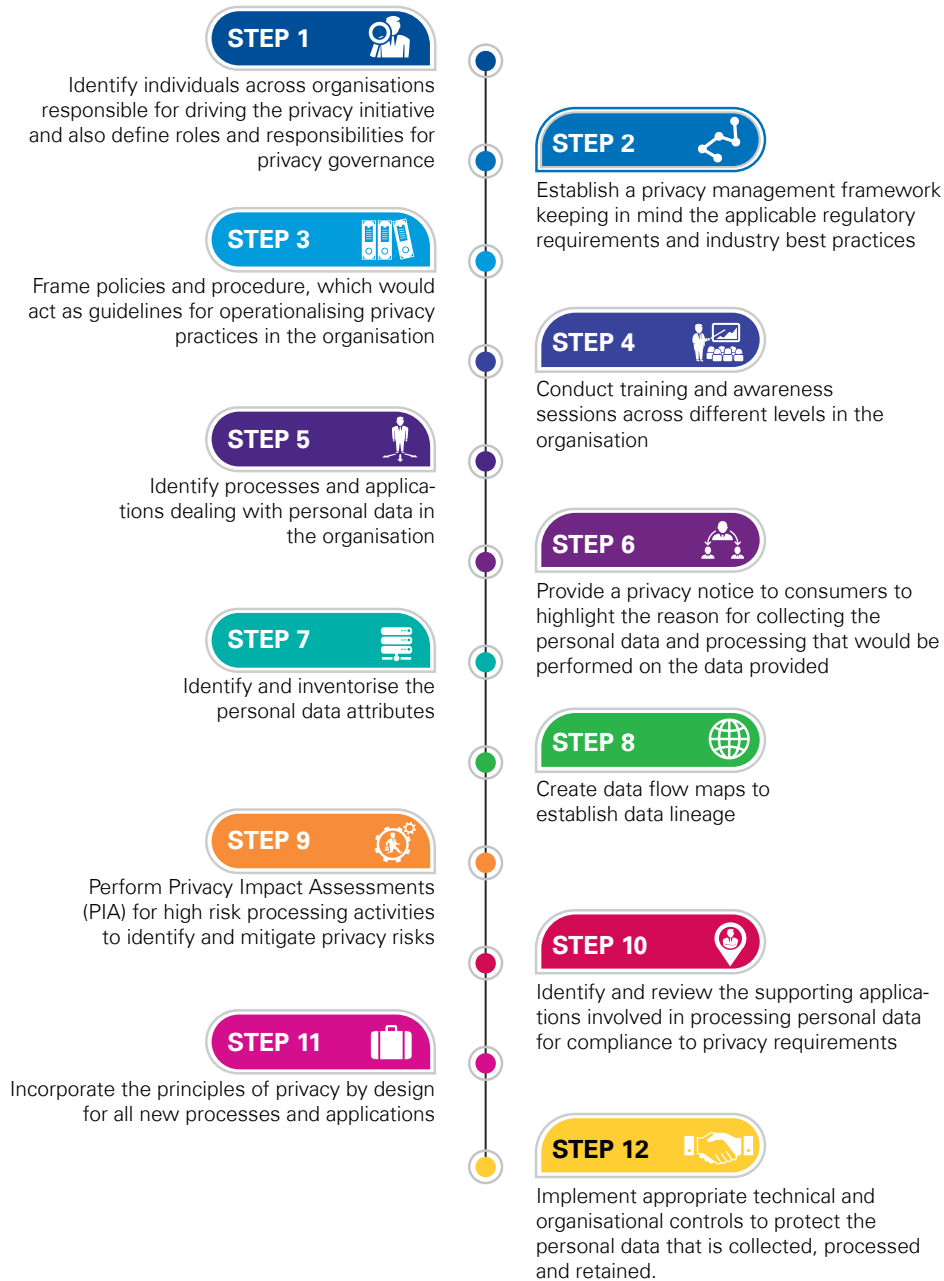 STEP 1
Identify individuals across organisations
responsible for driving the privacy initiative
and also define roles and responsibilities for
privacy governance
STEP 2
Establish a privacy management framework
keeping in mind the applicable regulatory
requirements and industry best practices
STEP 3
Frame policies and procedure, which would
act as guidelines for operationalising privacy
practices in the organisation
STEP 4
Conduct training and awareness
sessions across different levels in the
organisation
STEP 5
Identify processes and applica-
tions dealing with personal data in
the organisation
STEP 6
Provide a privacy notice to consumers to
highlight the reason for collecting the
personal data and processing that would be
performed on the data provided
STEP 7
Identify and inventorise the
personal data attributes
STEP 8
Create data flow maps to
establish data lineage
STEP 9
Perform Privacy Impact Assessments
(PIA) for high risk processing activities
to identify and mitigate privacy risks
STEP 10
Identify and review the supporting applica-
tions involved in processing personal data
for compliance to privacy requirements
STEP 11
Incorporate the principles of privacy by design
for all new processes and applications
STEP 12
Implement appropriate technical and
organisational controls to protect the
personal data that is collected, processed
and retained.